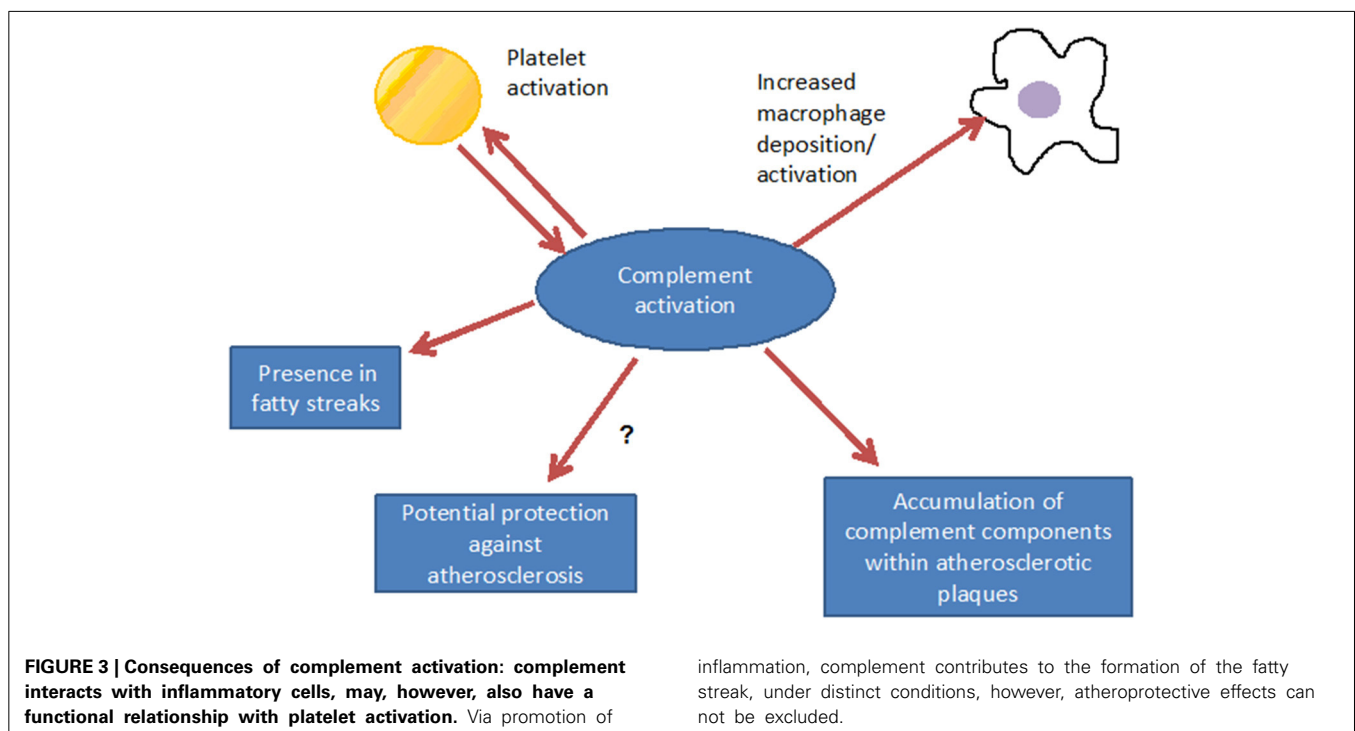 Platelet
activation
Increased
macrophage
deposition/
activation
Complement
activation
Presence in
fatty streaks
?
Potential protection
against
atherosclerosis
Accumulation of
complement components
within atherosclerotic
plaques
FIGURE 3 | Consequences of complement activation: complement
interacts with inflammatory cells, may, however, also have a
functional relationship with platelet activation. Via promotion of
inflammation, complement contributes to the formation of the fatty
streak, under distinct conditions, however, atheroprotective effects can
not be excluded.